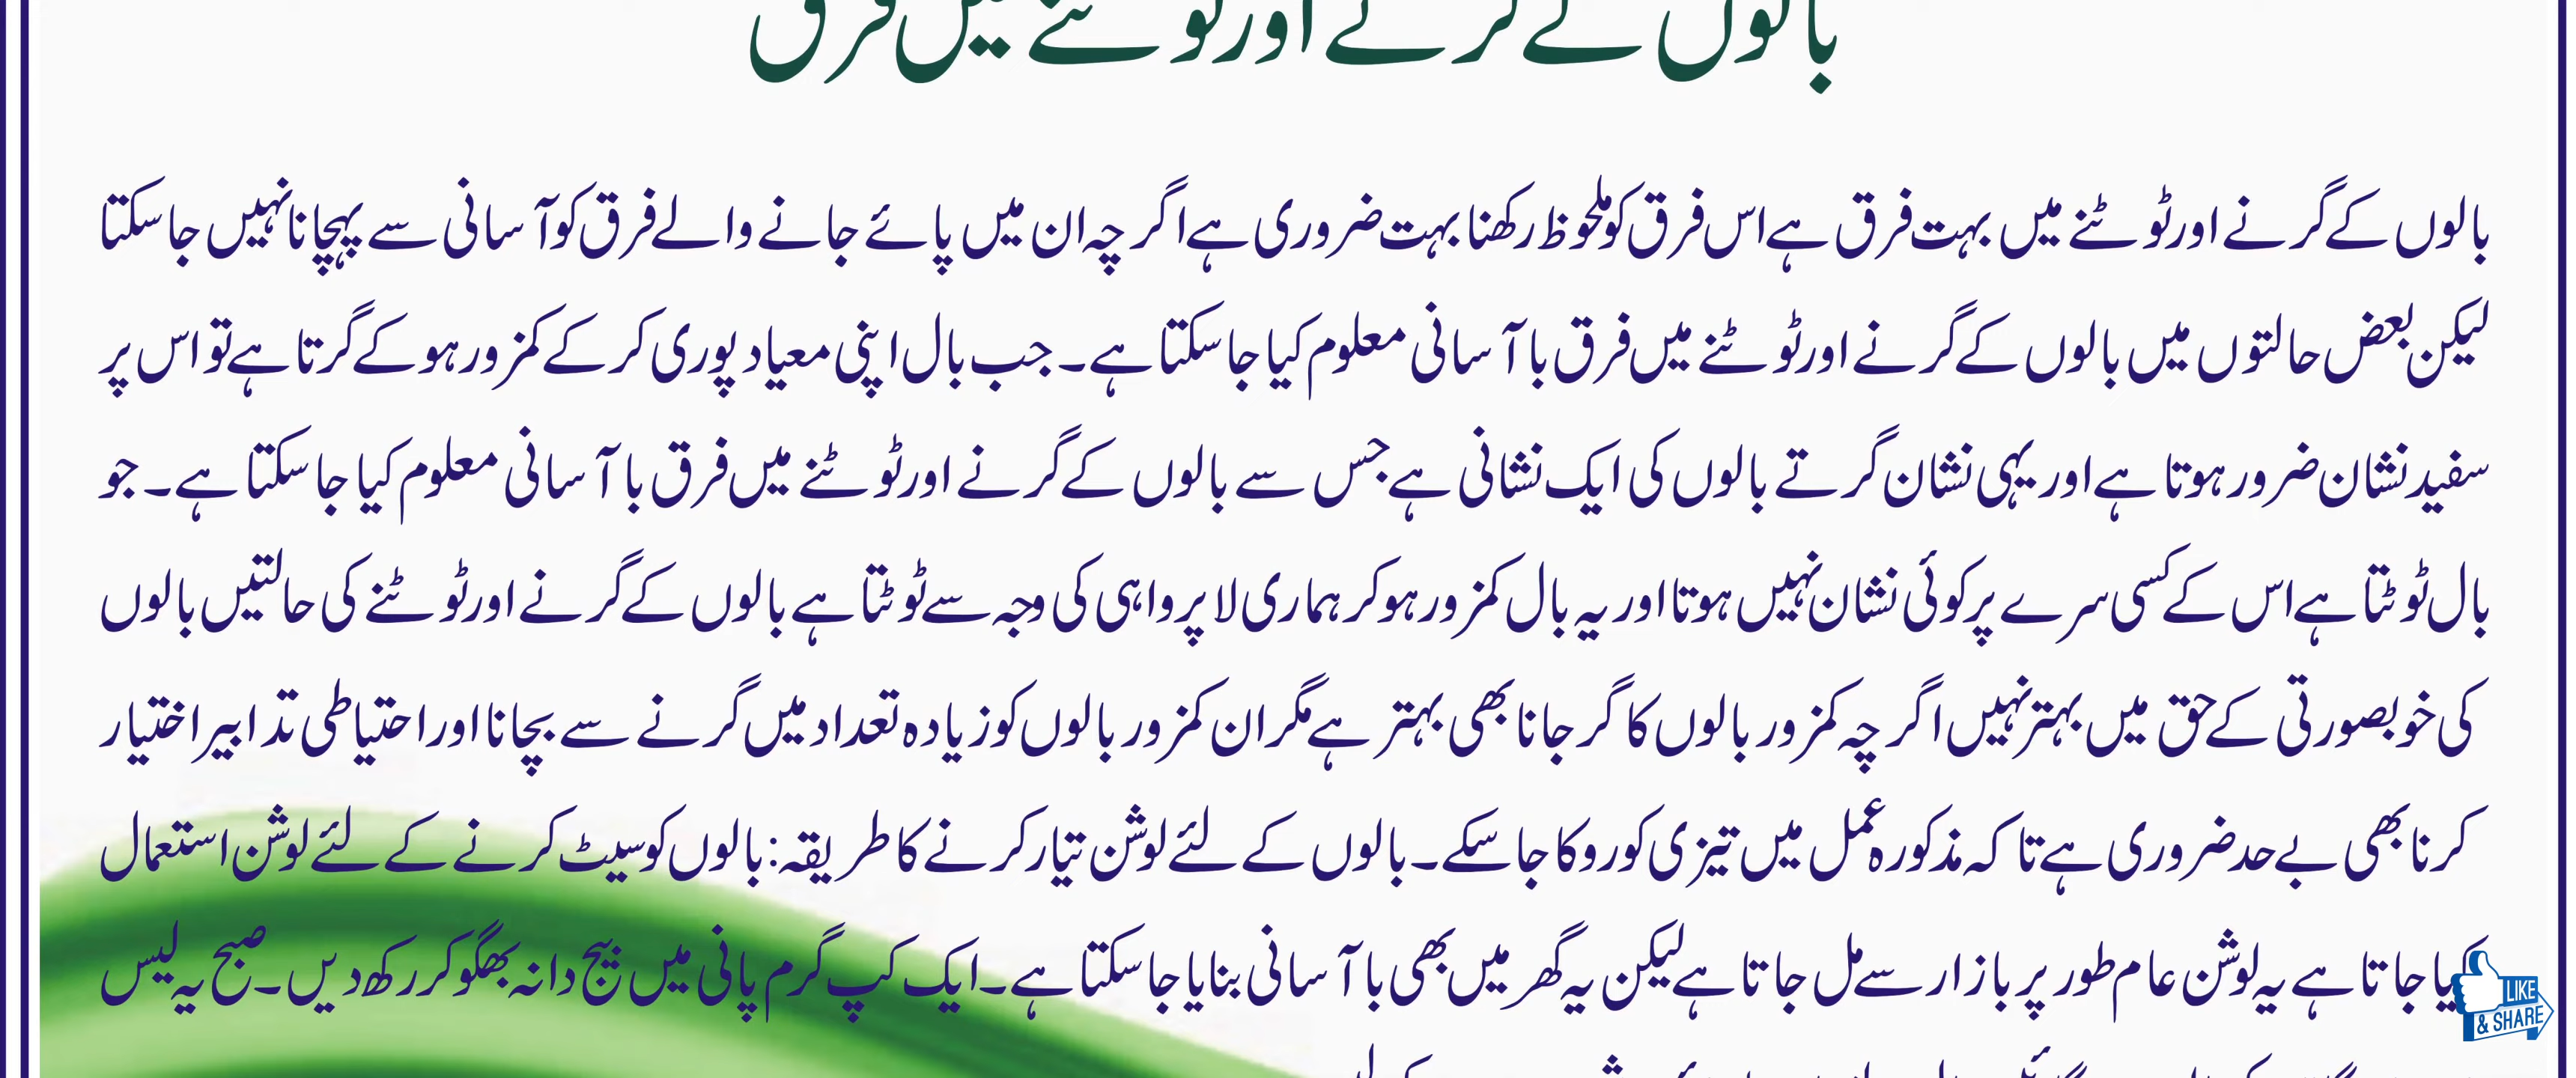 بالوں کے گرنے اور ٹوٹنے میں فرق
بالوں کے گرنے اور ٹوٹنے میں بہت فرق ہے اس فرق کو ملحوظ رکھنا بہت ضروری ہے اگر چہ ان میں پائے جانے والے فرق کو آسانی سے پہچانا نہیں جا سکتا
لیکن بعض حالتوں میں بالوں کے گرنے اور ٹوٹنے میں فرق با آسانی معلوم کیا جا سکتا ہے۔ جب بال اپنی معیاد پوری کر کے کمزور ہو کے گرتا ہے تو اس پر
سفید نشان ضرور ہوتا ہے اور یہی نشان گرتے بالوں کی ایک نشانی ہے جس سے بالوں کے گرنے اور ٹوٹنے میں فرق با آسانی معلوم کیا جا سکتا ہے۔ جو
بال ٹوٹتا ہے اس کے کسی سرے پر کوئی نشان نہیں ہوتا اور یہ بال کمزور ہو کر ہماری لا پرواہی کی وجہ سے ٹوٹتا ہے بالوں کے گرنے اور ٹوٹنے کی حالتیں بالوں
کی خوبصورتی کے حق میں بہتر نہیں اگر چہ کمزور بالوں کا گر جانا بھی بہتر ہے مگر ان کمزور بالوں کو زیادہ تعداد میں گرنے سے بچانا اور احتیاطی تدابیر اختیار
کرنا بھی بے حد ضروری ہے تا کہ مذکورہ عمل میں تیزی کو روکا جا سکے۔ بالوں کے لئے لوشن تیار کرنے کا طریقہ: بالوں کو سیٹ کرنے کے لئے لوشن استعمال
کیا جاتا ہے یہ لوشن عام طور پر بازار سے مل جاتا ہے لیکن یہ گھر میں بھی با آسانی بنایا جا سکتا ہے۔ ایک کپ گرم پانی میں بیج دانہ بھگو کر رکھ دیں۔ صبح یہ لیس
LIKE
& SHARE